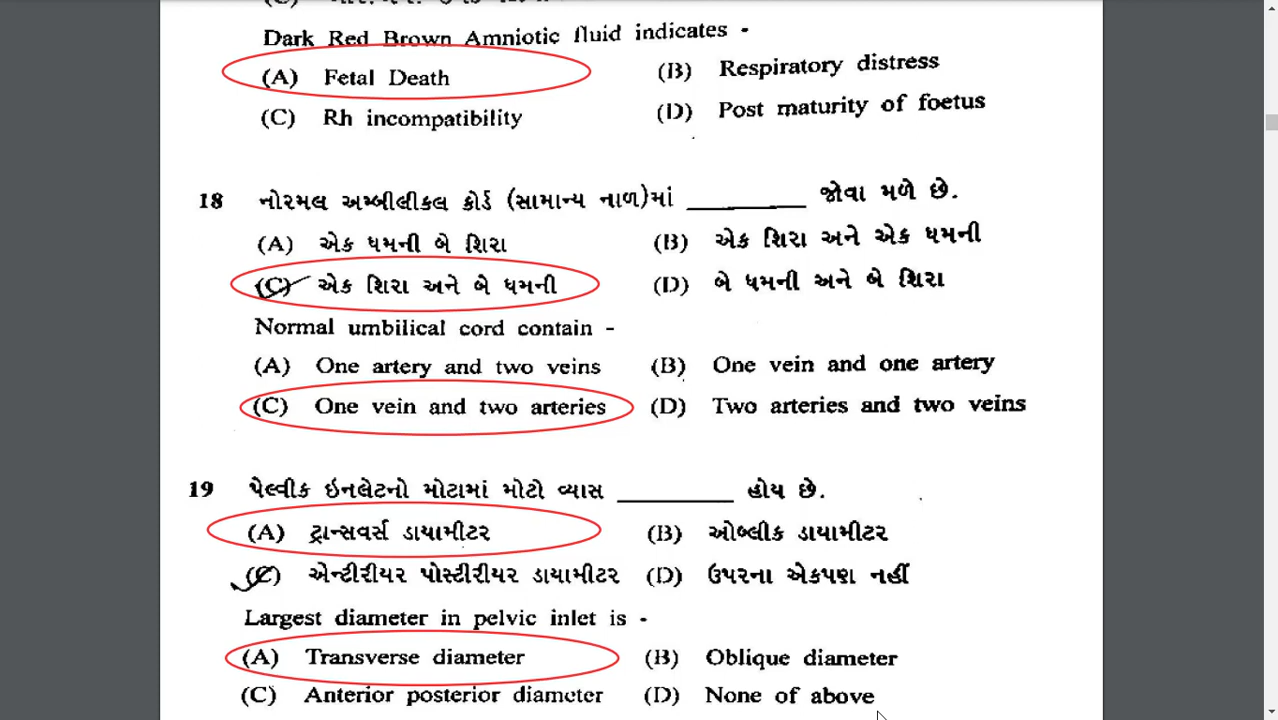 Dark Red Brown Amniotic fluid indicates -
(A) Fetal Death (B) Respiratory distress
(C) Rh incompatibility (D) Post maturity of foetus
18 નોરમલ અમ્બીલીકલ કોર્ડ (સામાન્ય નાળ)માં ________ જોવા મળે છે.
(A) એક ધમની બે શિરા (B) એક શિરા અને એક ધમની
(C) એક શિરા અને બે ધમની (D) બે ધમની અને બે શિરા
Normal umbilical cord contain -
(A) One artery and two veins (B) One vein and one artery
(C) One vein and two arteries (D) Two arteries and two veins
19 પેલ્વીક ઇનલેટનો મોટામાં મોટો વ્યાસ ________ હોય છે.
(A) ટ્રાન્સવર્સ ડાયામીટર (B) ઓબ્લીક ડાયામીટર
(C) એન્ટીરીયર પોસ્ટીરીયર ડાયામીટર (D) ઉપરના એકપણ નહીં
Largest diameter in pelvic inlet is -
(A) Transverse diameter (B) Oblique diameter
(C) Anterior posterior diameter (D) None of above